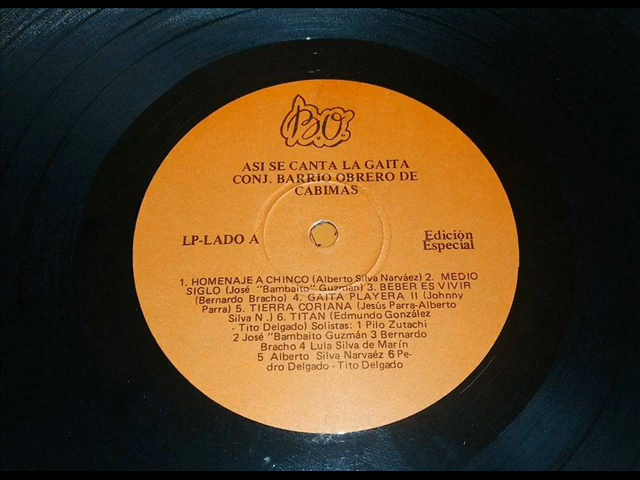 B.O.
ASI SE CANTA LA GAITA
CONJ. BARRIO OBRERO DE
CABIMAS
LP-LADO A
Edición
Especial
1. HOMENAJE A CHINCO (Alberto Silva Narváez) 2. MEDIO
SIGLO (José "Bambaito" Guzmán) 3. BEBER ES VIVIR
(Bernardo Bracho) 4. GAITA PLAYERA II (Johnny
Parra) 5. TIERRA CORIANA (Jesús Parra-Alberto
Silva N.) 6. TITAN (Edmundo González
- Tito Delgado) Solistas: 1 Pilo Zutachi
2 José "Bambaito Guzmán 3 Bernardo
Bracho 4 Lula Silva de Marín
5 Alberto Silva Narvaéz 6 Pe-
dro Delgado - Tito Delgado